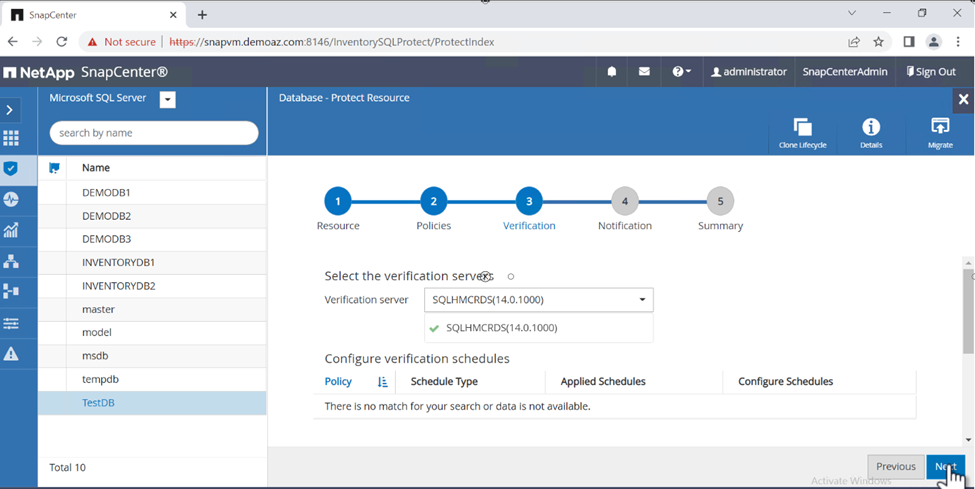 SnapCenter
Not secure https://snapvm.demoaz.com:8146/InventorySQLProtect/ProtectIndex
NetApp SnapCenter® administrator SnapCenterAdmin Sign Out
Microsoft SQL Server
Database - Protect Resource
search by name
Clone Lifecycle Details Migrate
Name
DEMODB1
DEMODB2
DEMODB3
INVENTORYDB1
INVENTORYDB2
master
model
msdb
tempdb
TestDB
Total 10
1 2 3 4 5
Resource Policies Verification Notification Summary
Select the verification servers
Verification server SQLHMCRDS(14.0.1000)
SQLHMCRDS(14.0.1000)
Configure verification schedules
Policy Schedule Type Applied Schedules Configure Schedules
There is no match for your search or data is not available.
Previous Next
Activate Windows